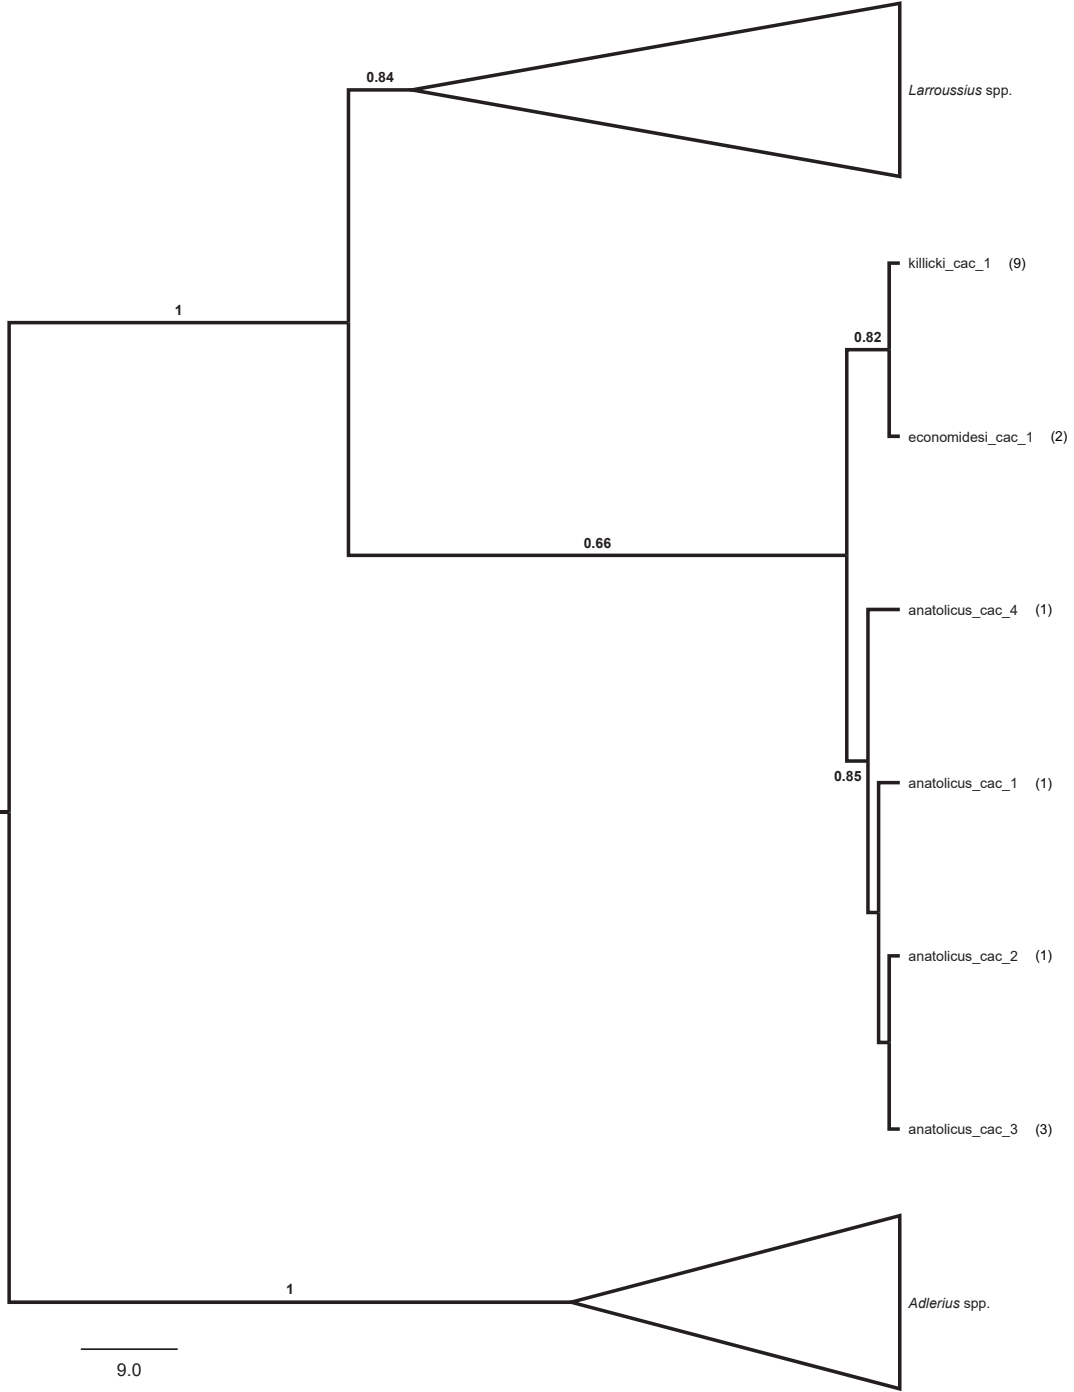 0.84
Larroussius spp.
killicki_cac_1 (9)
1
0.82
economidesi_cac_1 (2)
0.66
anatolicus_cac_4 (1)
0.85
anatolicus_cac_1 (1)
anatolicus_cac_2 (1)
anatolicus_cac_3 (3)
1
Adlerius spp.
9.0